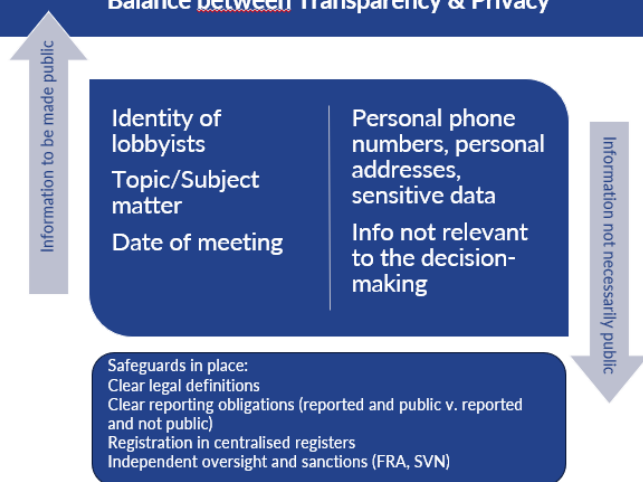 Balance between Transparency & Privacy
Information to be made public
Identity of
lobbyists
Topic/Subject
matter
Date of meeting
Personal phone
numbers, personal
addresses,
sensitive data
Info not relevant
to the decision-
making
Information not necessarily public
Safeguards in place:
Clear legal definitions
Clear reporting obligations (reported and public v. reported
and not public)
Registration in centralised registers
Independent oversight and sanctions (FRA, SVN)